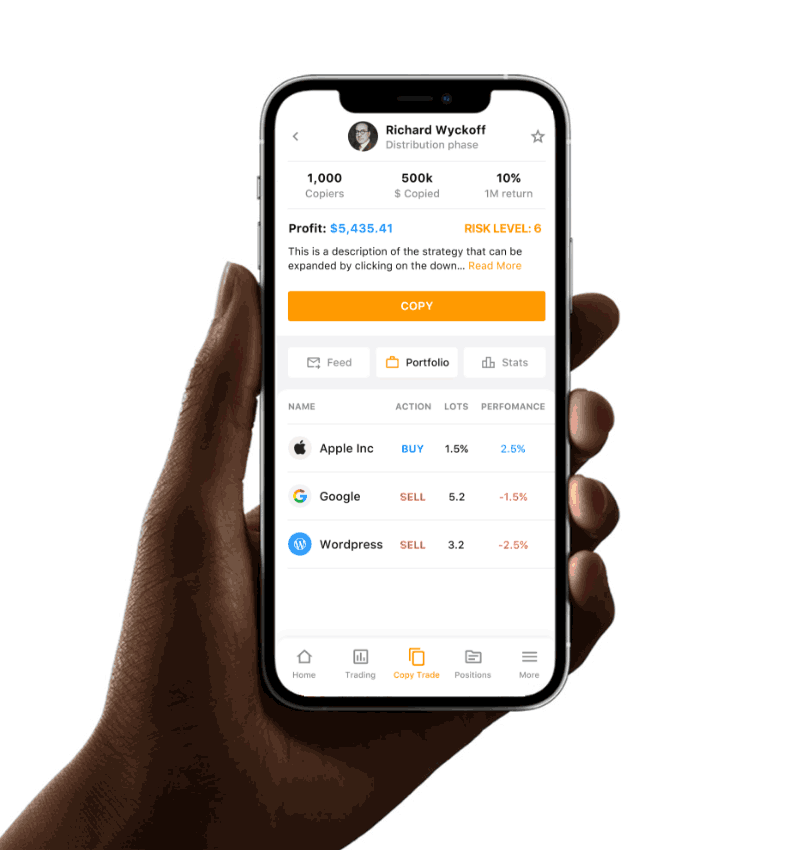 Richard Wyckoff
Distribution phase
1,000 500k 10%
Copiers $ Copied 1M return
Profit: $5,435.41 RISK LEVEL: 6
This is a description of the strategy that can be
expanded by clicking on the down... Read More
COPY
Feed Portfolio Stats
NAME ACTION LOTS PERFOMANCE
Apple Inc BUY 1.5% 2.5%
Google SELL 5.2 -1.5%
Wordpress SELL 3.2 -2.5%
Home Trading Copy Trade Positions More